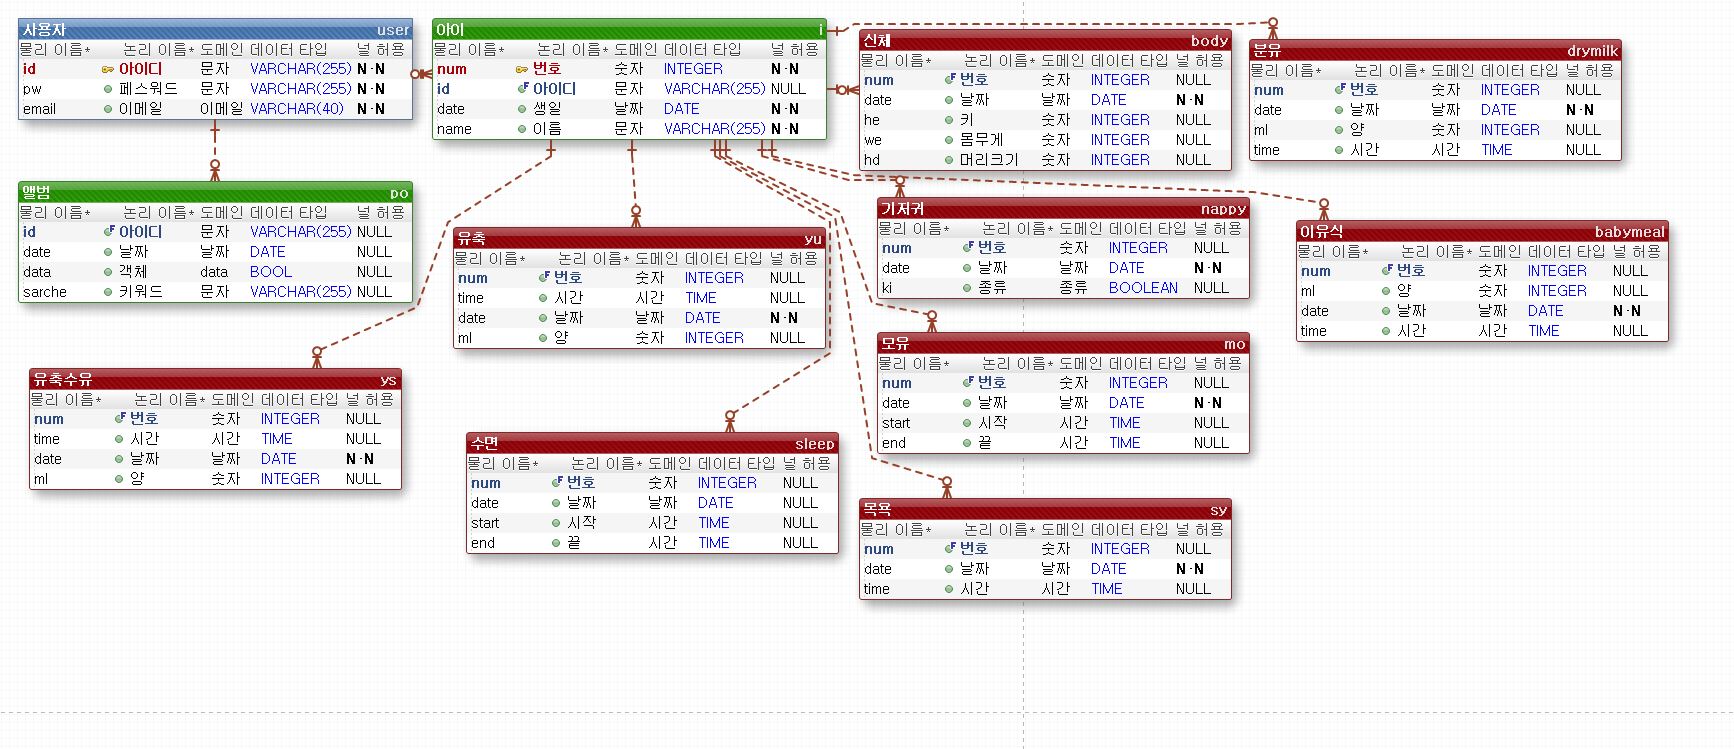 사용자 user
물리 이름* 논리 이름* 도메인 데이터 타입 널 허용
id 아이디 문자 VARCHAR(255) N·N
pw 페스워드 문자 VARCHAR(255) N·N
email 이메일 이메일 VARCHAR(40) N·N
아이 i
물리 이름* 논리 이름* 도메인 데이터 타입 널 허용
num 번호 숫자 INTEGER N·N
id 아이디 문자 VARCHAR(255) NULL
date 생일 날짜 DATE N·N
name 이름 문자 VARCHAR(255) N·N
신체 body
물리 이름* 논리 이름* 도메인 데이터 타입 널 허용
num 번호 숫자 INTEGER NULL
date 날짜 날짜 DATE N·N
he 키 숫자 INTEGER NULL
we 몸무게 숫자 INTEGER NULL
hd 머리크기 숫자 INTEGER NULL
분유 drymilk
물리 이름* 논리 이름* 도메인 데이터 타입 널 허용
num 번호 숫자 INTEGER NULL
date 날짜 날짜 DATE N·N
ml 양 숫자 INTEGER NULL
time 시간 시간 TIME NULL
앨범 po
물리 이름* 논리 이름* 도메인 데이터 타입 널 허용
id 아이디 문자 VARCHAR(255) NULL
date 날짜 날짜 DATE NULL
data 객체 data BOOL NULL
sarche 키워드 문자 VARCHAR(255) NULL
유축 yu
물리 이름* 논리 이름* 도메인 데이터 타입 널 허용
num 번호 숫자 INTEGER NULL
time 시간 시간 TIME NULL
date 날짜 날짜 DATE N·N
ml 양 숫자 INTEGER NULL
기저귀 nappy
물리 이름* 논리 이름* 도메인 데이터 타입 널 허용
num 번호 숫자 INTEGER NULL
date 날짜 날짜 DATE N·N
ki 종류 종류 BOOLEAN NULL
이유식 babymeal
물리 이름* 논리 이름* 도메인 데이터 타입 널 허용
num 번호 숫자 INTEGER NULL
ml 양 숫자 INTEGER NULL
date 날짜 날짜 DATE N·N
time 시간 시간 TIME NULL
유축수유 ys
물리 이름* 논리 이름* 도메인 데이터 타입 널 허용
num 번호 숫자 INTEGER NULL
time 시간 시간 TIME NULL
date 날짜 날짜 DATE N·N
ml 양 숫자 INTEGER NULL
모유 mo
물리 이름* 논리 이름* 도메인 데이터 타입 널 허용
num 번호 숫자 INTEGER NULL
date 날짜 날짜 DATE N·N
start 시작 시간 TIME NULL
end 끝 시간 TIME NULL
수면 sleep
물리 이름* 논리 이름* 도메인 데이터 타입 널 허용
num 번호 숫자 INTEGER NULL
date 날짜 날짜 DATE NULL
start 시작 시간 TIME NULL
end 끝 시간 TIME NULL
목욕 sy
물리 이름* 논리 이름* 도메인 데이터 타입 널 허용
num 번호 숫자 INTEGER NULL
date 날짜 날짜 DATE N·N
time 시간 시간 TIME NULL